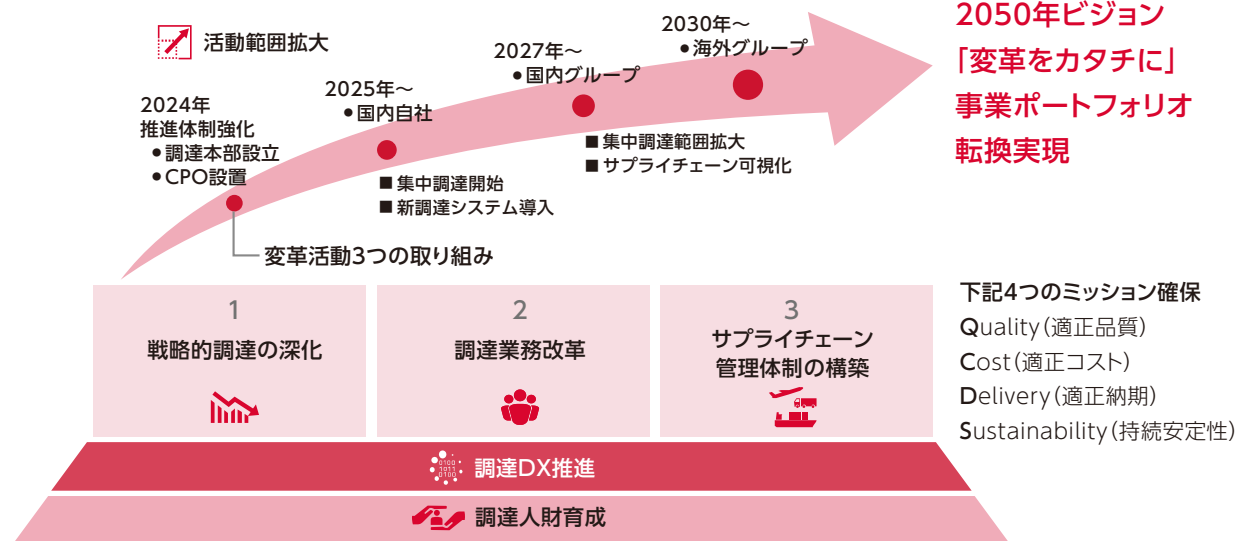 活動範囲拡大
2024年
推進体制強化
●調達本部設立
●CPO設置
2025年～
●国内自社
■ 集中調達開始
■ 新調達システム導入
2027年～
●国内グループ
■ 集中調達範囲拡大
■ サプライチェーン可視化
2030年～
●海外グループ
2050年ビジョン
「変革をカタチに」
事業ポートフォリオ
転換実現
変革活動3つの取り組み
1
戦略的調達の深化
2
調達業務改革
3
サプライチェーン
管理体制の構築
下記4つのミッション確保
Quality（適正品質）
Cost（適正コスト）
Delivery（適正納期）
Sustainability（持続安定性）
0100
1011
0100
調達DX推進
調達人財育成